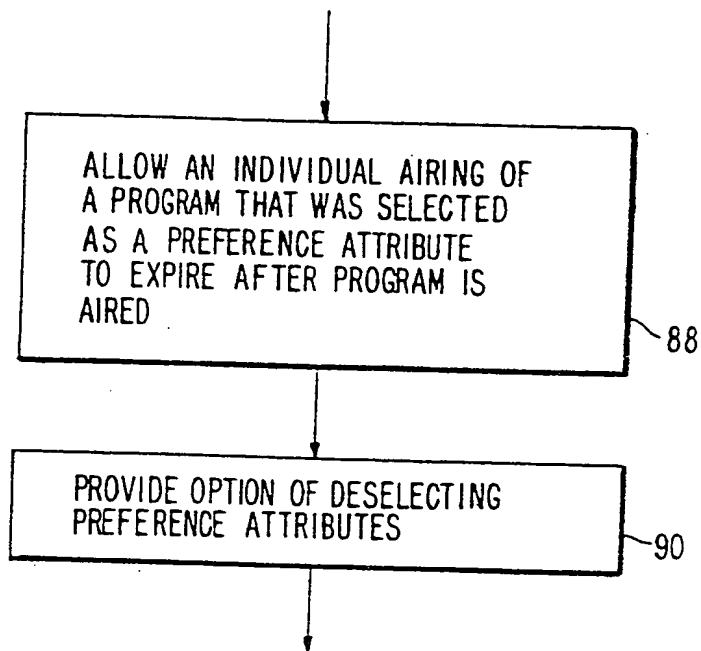 ALLOW AN INDIVIDUAL AIRING OF
A PROGRAM THAT WAS SELECTED
AS A PREFERENCE ATTRIBUTE
TO EXPIRE AFTER PROGRAM IS
AIRED
88
PROVIDE OPTION OF DESELECTING
PREFERENCE ATTRIBUTES
90